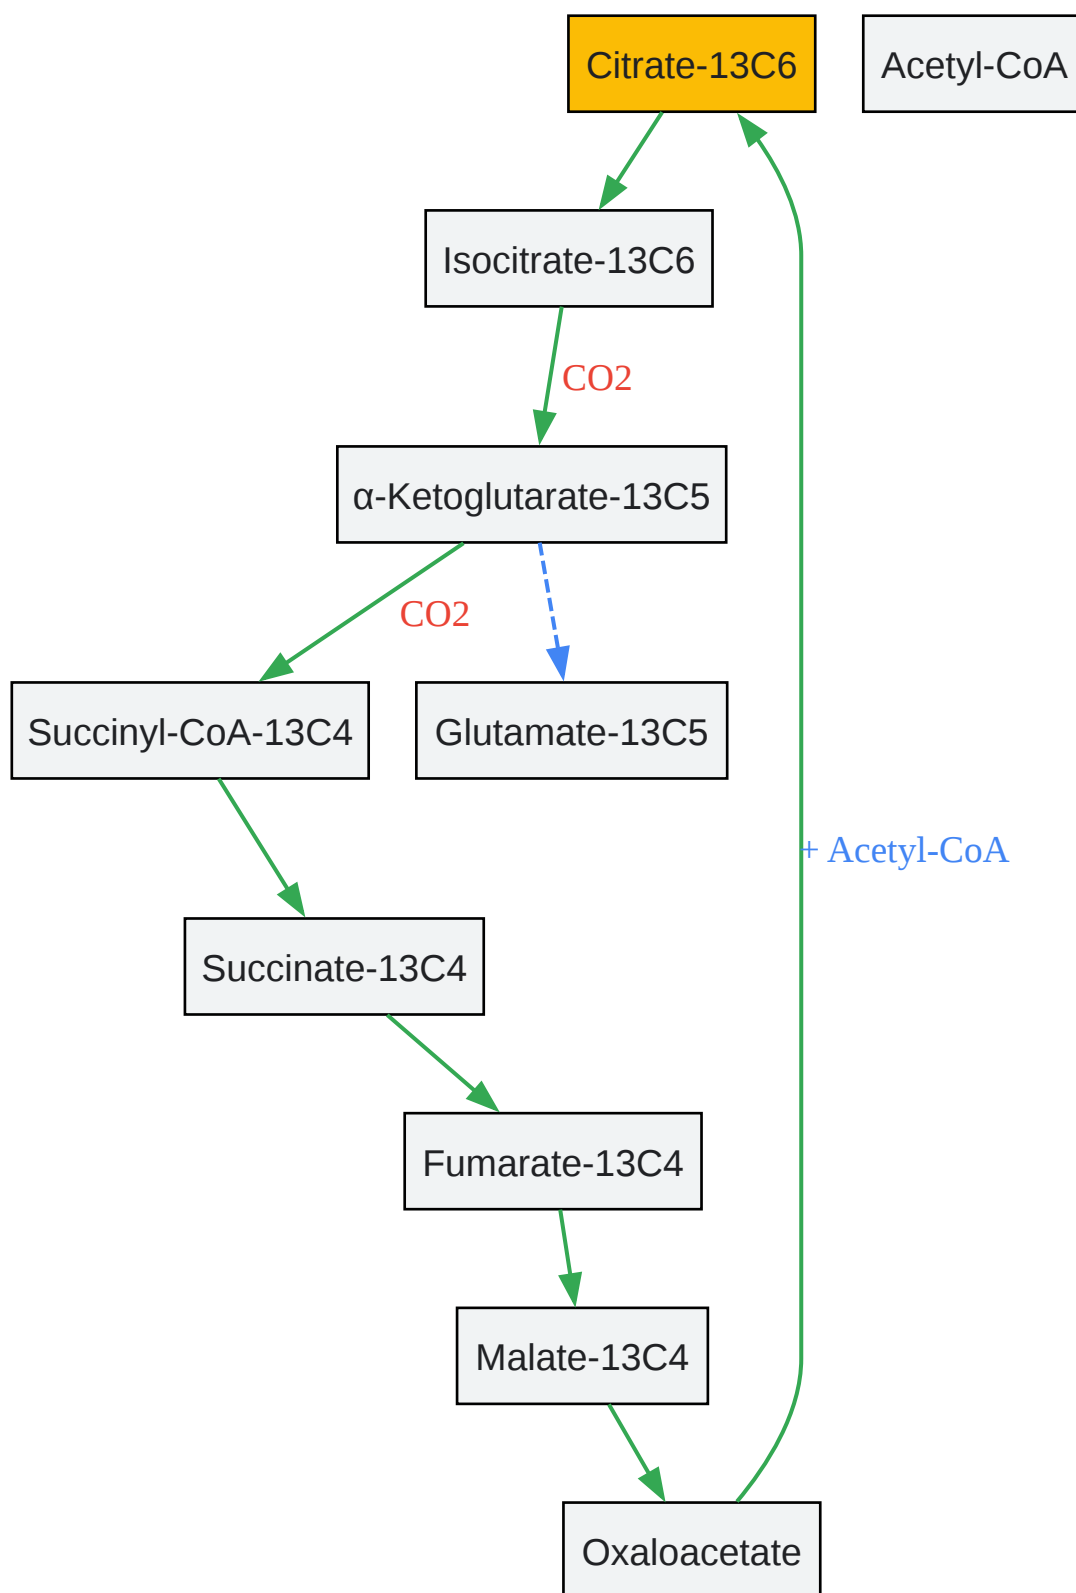 Citrate-13C6
Acetyl-CoA
Isocitrate-13C6
CO2
α-Ketoglutarate-13C5
CO2
Succinyl-CoA-13C4
Glutamate-13C5
+ Acetyl-CoA
Succinate-13C4
Fumarate-13C4
Malate-13C4
Oxaloacetate